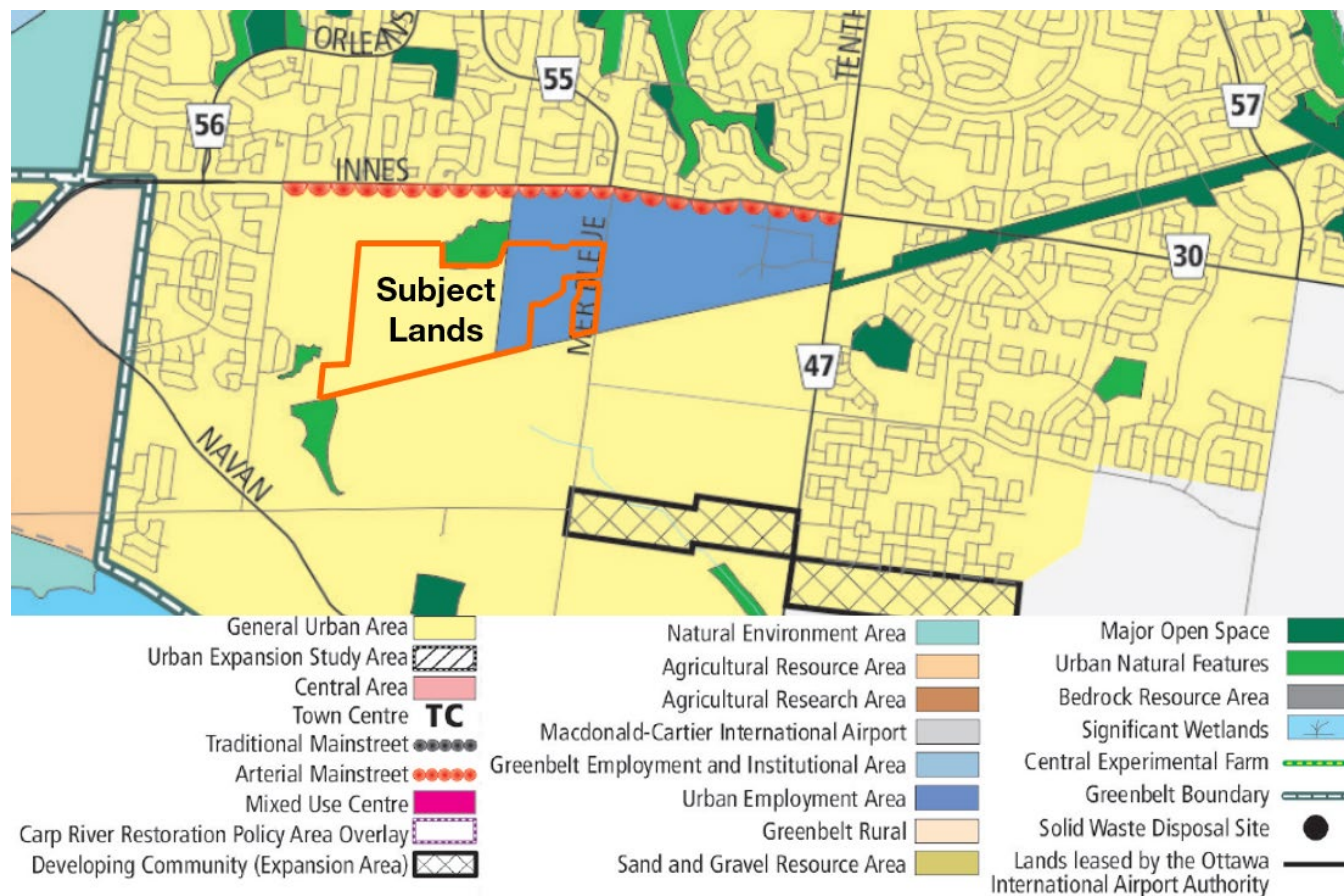 ORLEANS
TENTH
55
57
56
INNES
30
MER BLEUE
Subject
Lands
47
NAVAN
General Urban Area
Urban Expansion Study Area
Central Area
Town Centre TC
Traditional Mainstreet
Arterial Mainstreet
Mixed Use Centre
Carp River Restoration Policy Area Overlay
Developing Community (Expansion Area)
Natural Environment Area
Agricultural Resource Area
Agricultural Research Area
Macdonald-Cartier International Airport
Greenbelt Employment and Institutional Area
Urban Employment Area
Greenbelt Rural
Sand and Gravel Resource Area
Major Open Space
Urban Natural Features
Bedrock Resource Area
Significant Wetlands
Central Experimental Farm
Greenbelt Boundary
Solid Waste Disposal Site
Lands leased by the Ottawa
International Airport Authority